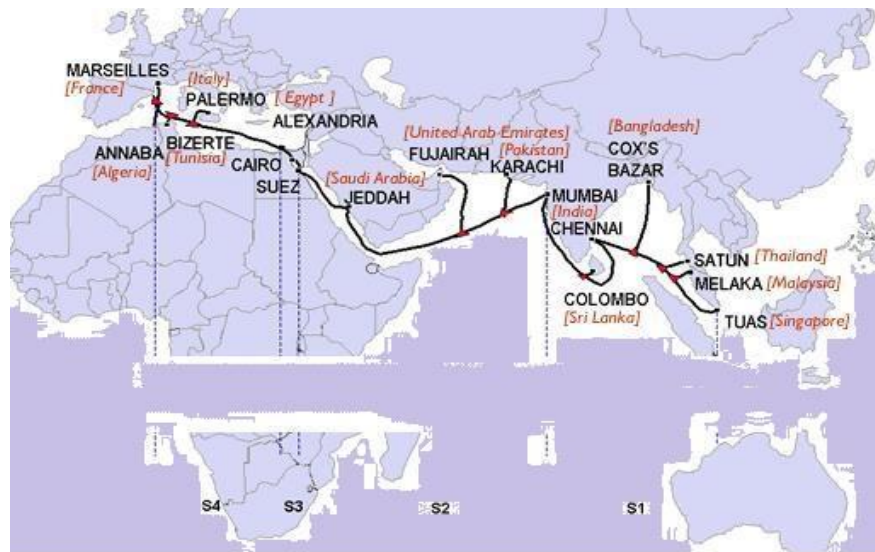 MARSEILLES
[France]
[Italy]
PALERMO
[ Egypt ]
ALEXANDRIA
ANNABA
[Algeria]
BIZERTE
[Tunisia]
CAIRO
SUEZ
[Saudi Arabia]
JEDDAH
[United Arab Emirates]
FUJAIRAH
[Pakistan]
KARACHI
[Bangladesh]
COX'S
BAZAR
MUMBAI
[India]
CHENNAI
COLOMBO
[Sri Lanka]
SATUN [Thailand]
MELAKA [Malaysia]
TUAS [Singapore]
S4
S3
S2
S1